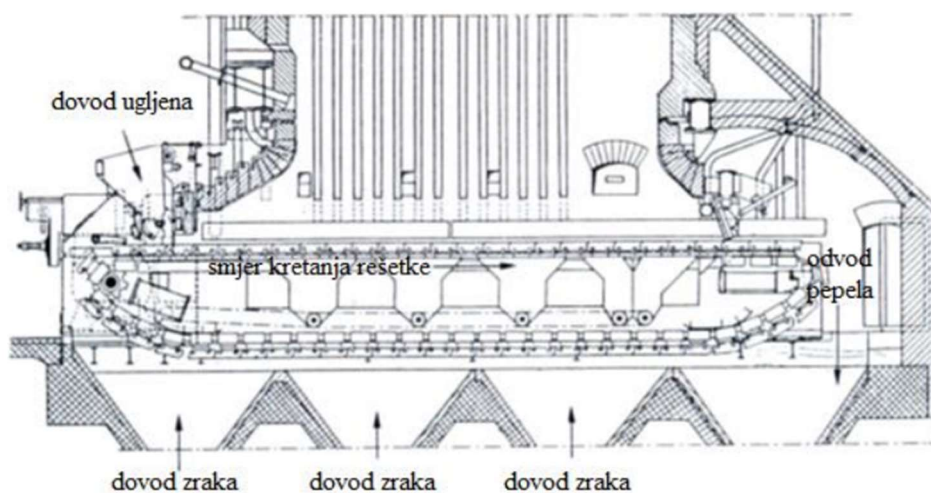 dovod ugljena
smjer kretanja rešetke
odvod
pepela
dovod zraka
dovod zraka
dovod zraka